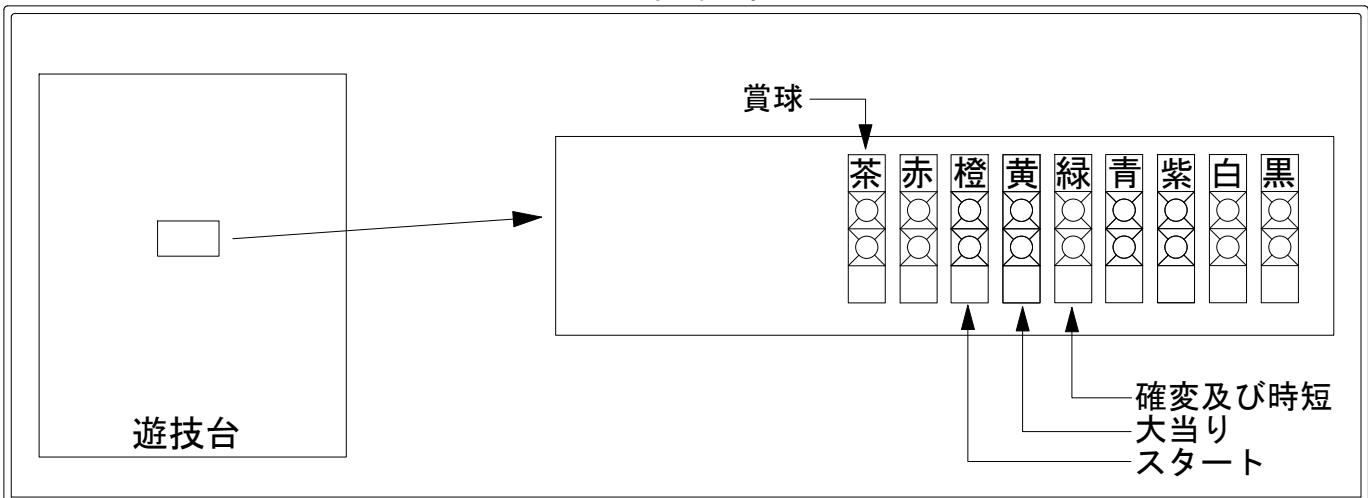 賞球
茶 赤 橙 黄 緑 青 紫 白 黒
確変及び時短
大当り
スタート
遊技台